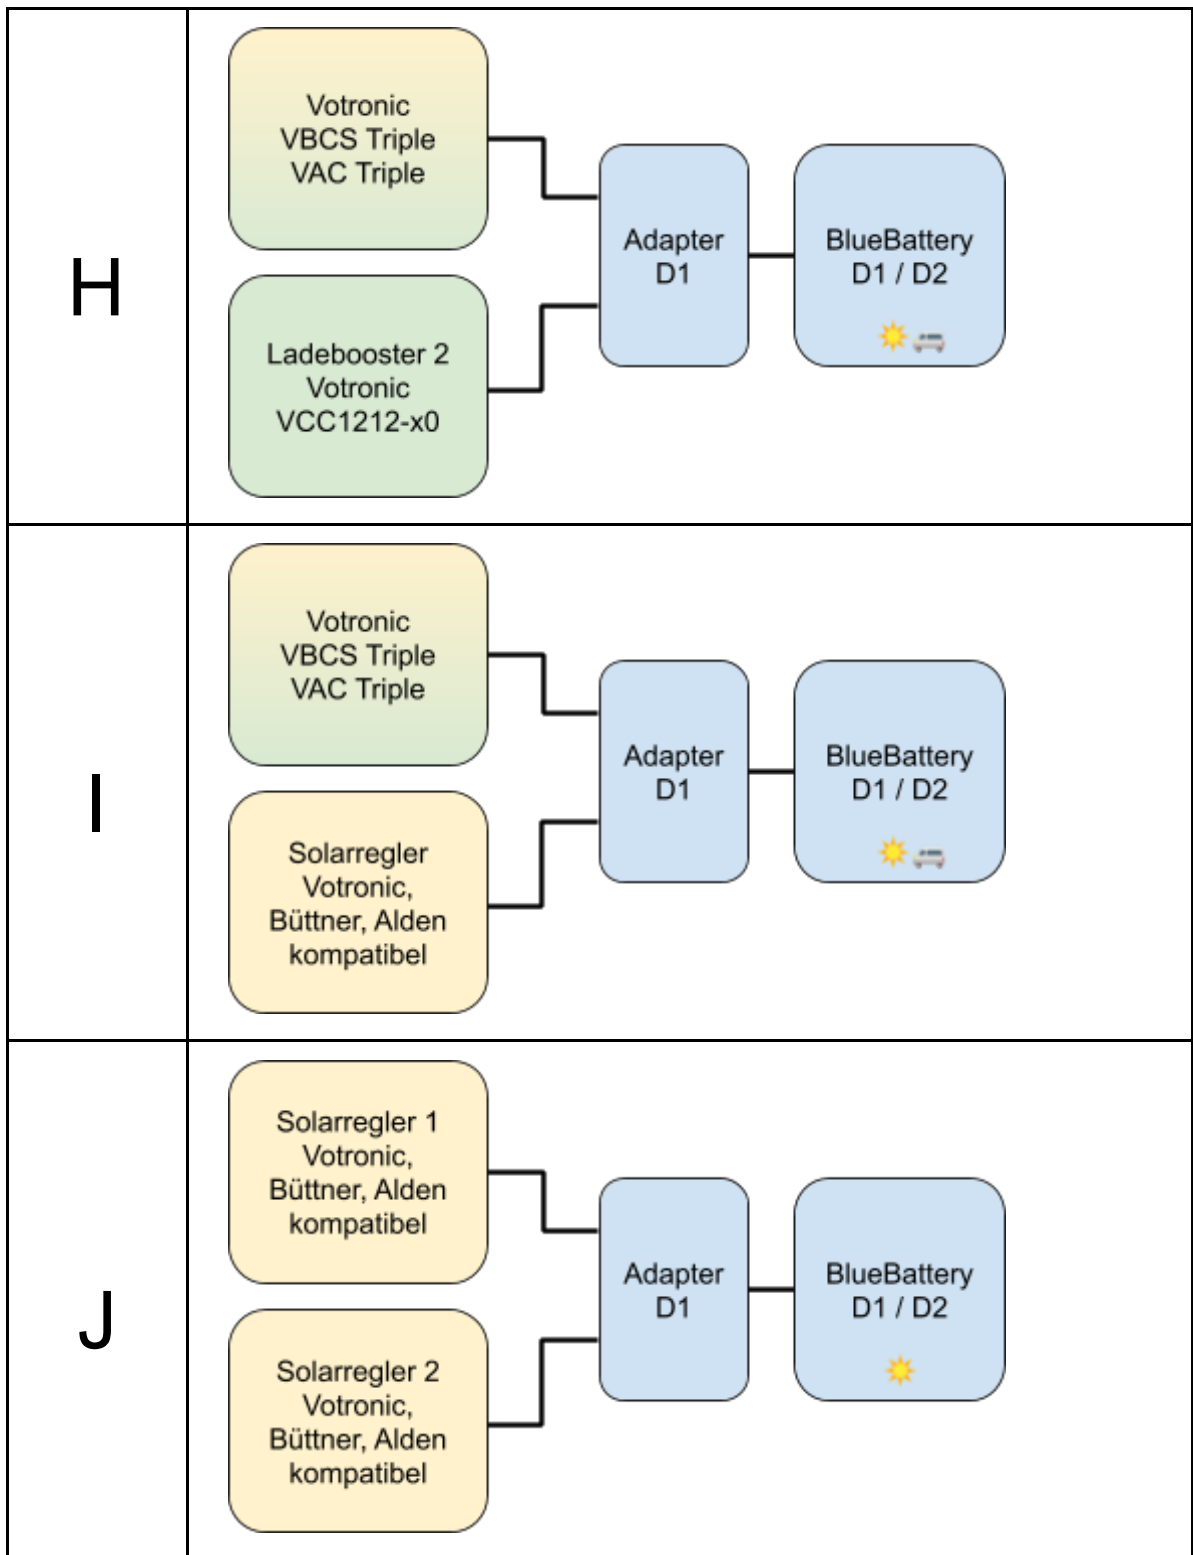 H
Votronic
VBCS Triple
VAC Triple
Ladebooster 2
Votronic
VCC1212-x0
Adapter
D1
BlueBattery
D1 / D2
I
Votronic
VBCS Triple
VAC Triple
Solarregler
Votronic,
Büttner, Alden
kompatibel
Adapter
D1
BlueBattery
D1 / D2
J
Solarregler 1
Votronic,
Büttner, Alden
kompatibel
Solarregler 2
Votronic,
Büttner, Alden
kompatibel
Adapter
D1
BlueBattery
D1 / D2